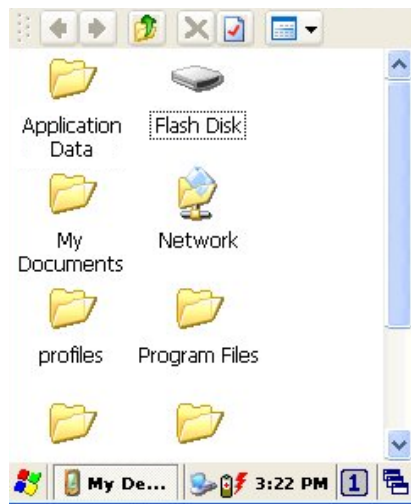 Application Data
Flash Disk
My Documents
Network
profiles
Program Files
My De...
3:22 PM
1